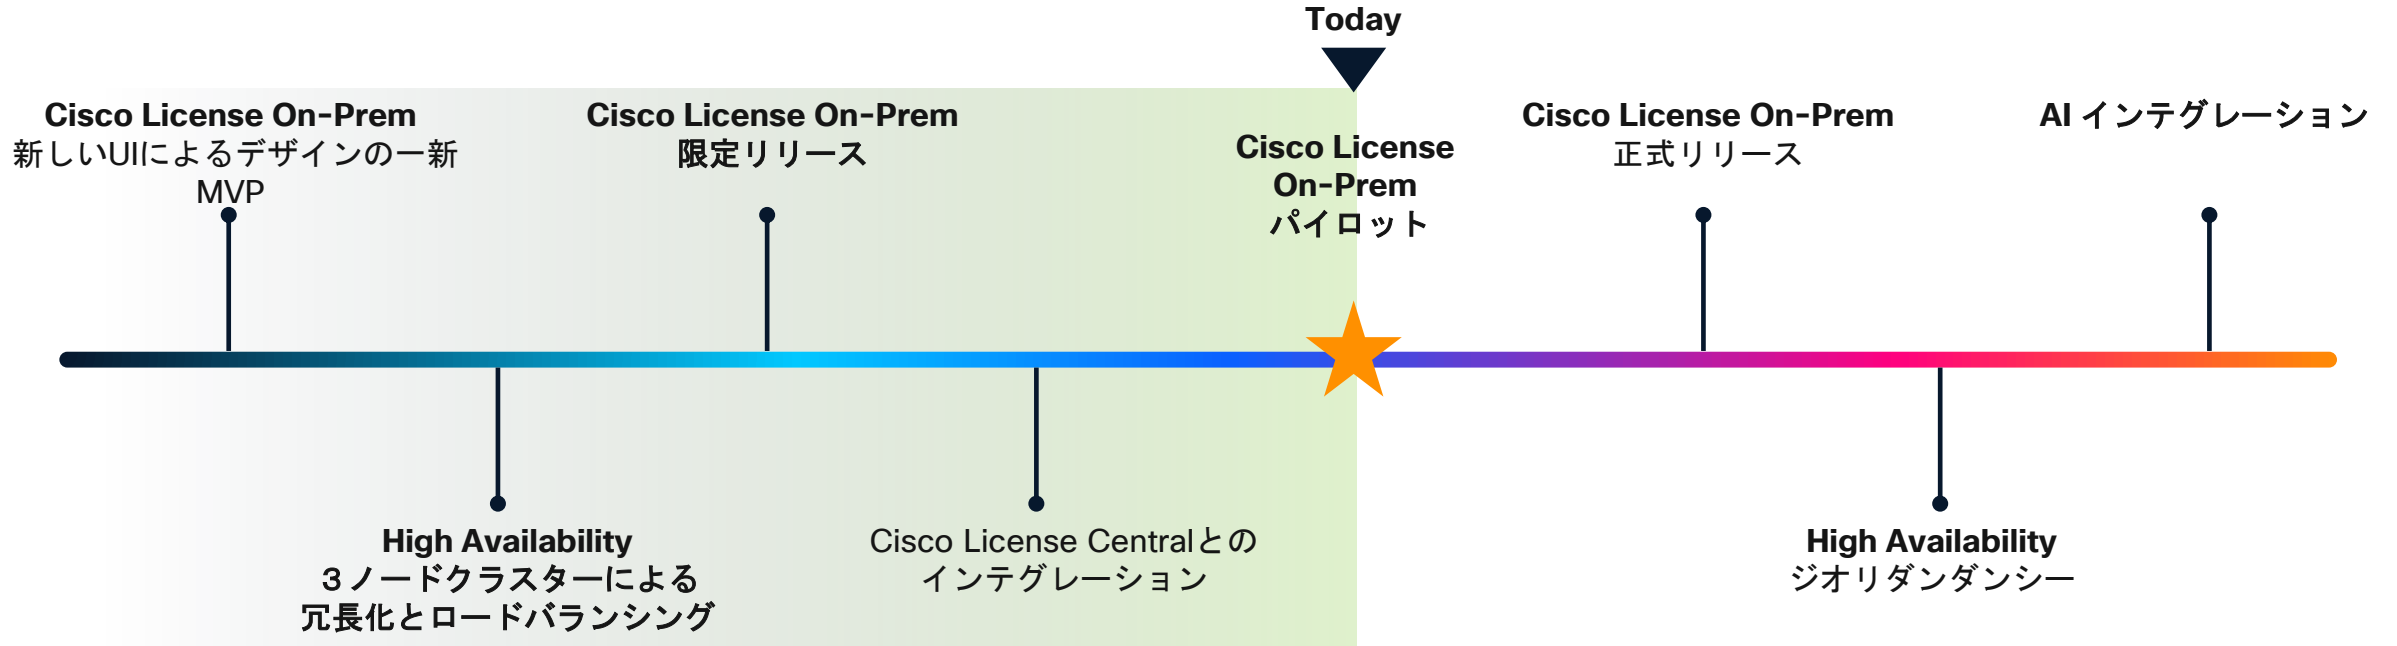 Today
Cisco License On-Prem
新しいUIによるデザインの一新
MVP
Cisco License On-Prem
限定リリース
Cisco License
On-Prem
パイロット
Cisco License On-Prem
正式リリース
AI インテグレーション
High Availability
３ノードクラスターによる
冗長化とロードバランシング
Cisco License Centralとの
インテグレーション
High Availability
ジオリダンダンシー